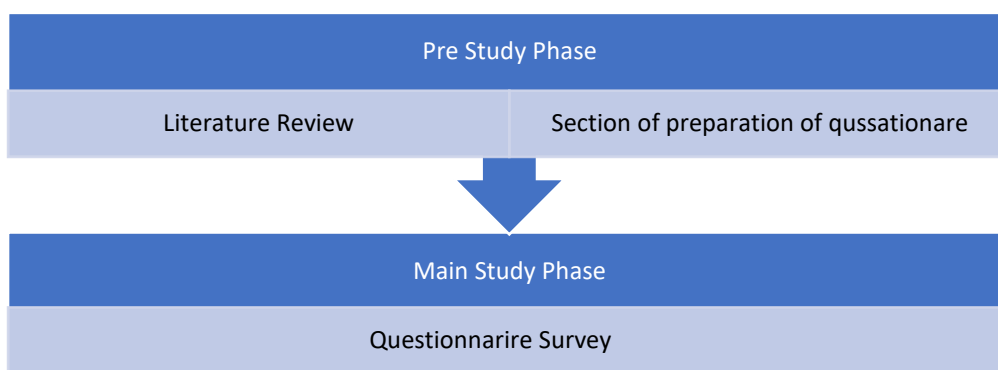 Pre Study Phase
Literature Review
Section of preparation of qussationare
Main Study Phase
Questionnarire Survey